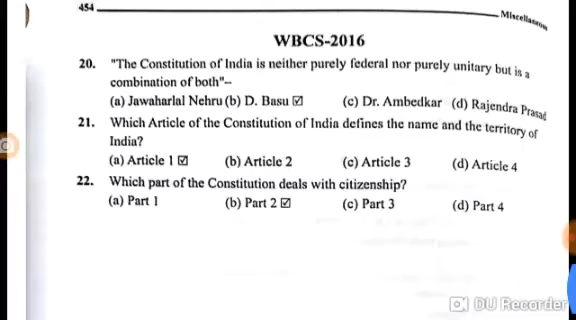 454
Miscellaneous
WBCS-2016
20. "The Constitution of India is neither purely federal nor purely unitary but is a
combination of both"--
(a) Jawaharlal Nehru (b) D. Basu ☑ (c) Dr. Ambedkar (d) Rajendra Prasad
21. Which Article of the Constitution of India defines the name and the territory of
India?
(a) Article 1 ☑ (b) Article 2 (c) Article 3 (d) Article 4
22. Which part of the Constitution deals with citizenship?
(a) Part 1 (b) Part 2 ☑ (c) Part 3 (d) Part 4
DU Recorder